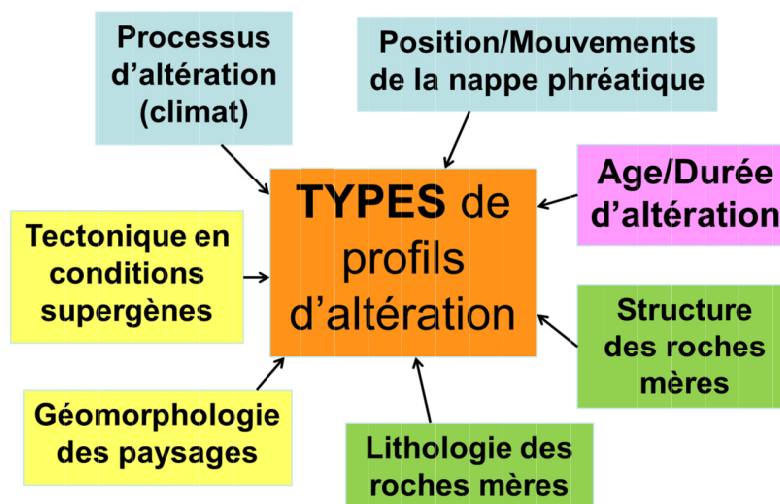 Processus
d'altération
(climat)
Position/Mouvements
de la nappe phréatique
TYPES de
profils
d'altération
Age/Durée
d'altération
Tectonique en
conditions
supergènes
Structure
des roches
mères
Géomorphologie
des paysages
Lithologie des
roches mères